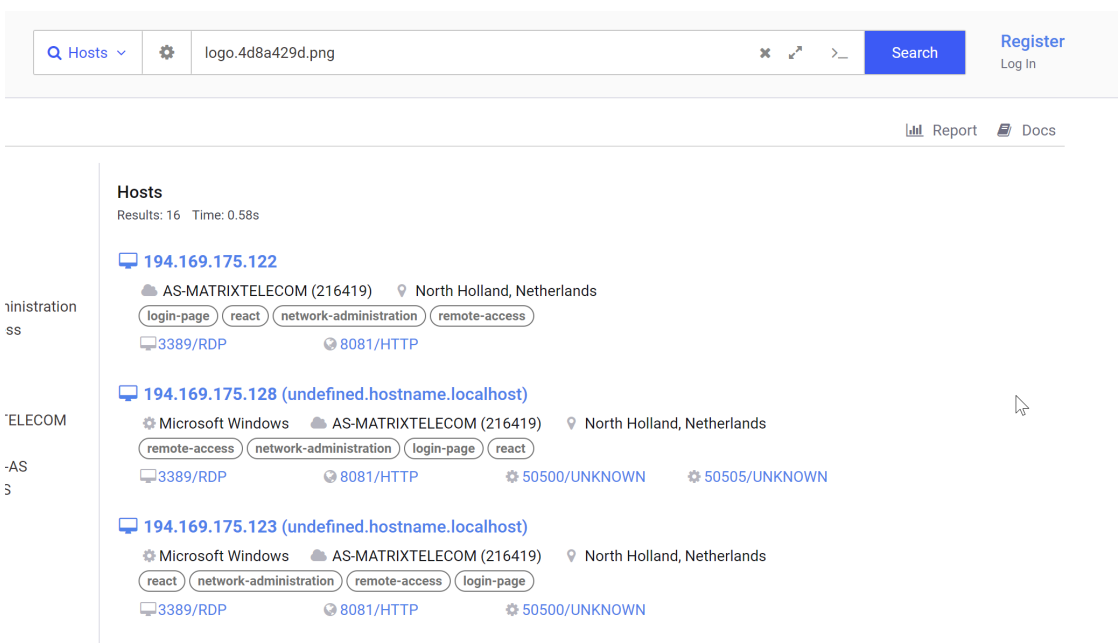 Hosts logo.4d8a429d.png >_ Search Register
Log In
Report Docs
Hosts
Results: 16 Time: 0.58s
194.169.175.122
AS-MATRIXTELECOM (216419) North Holland, Netherlands
login-page react network-administration remote-access
3389/RDP 8081/HTTP
194.169.175.128 (undefined.hostname.localhost)
Microsoft Windows AS-MATRIXTELECOM (216419) North Holland, Netherlands
remote-access network-administration login-page react
3389/RDP 8081/HTTP 50500/UNKNOWN 50505/UNKNOWN
194.169.175.123 (undefined.hostname.localhost)
Microsoft Windows AS-MATRIXTELECOM (216419) North Holland, Netherlands
react network-administration remote-access login-page
3389/RDP 8081/HTTP 50500/UNKNOWN
ninistration
ss
ELECOM
-AS
S